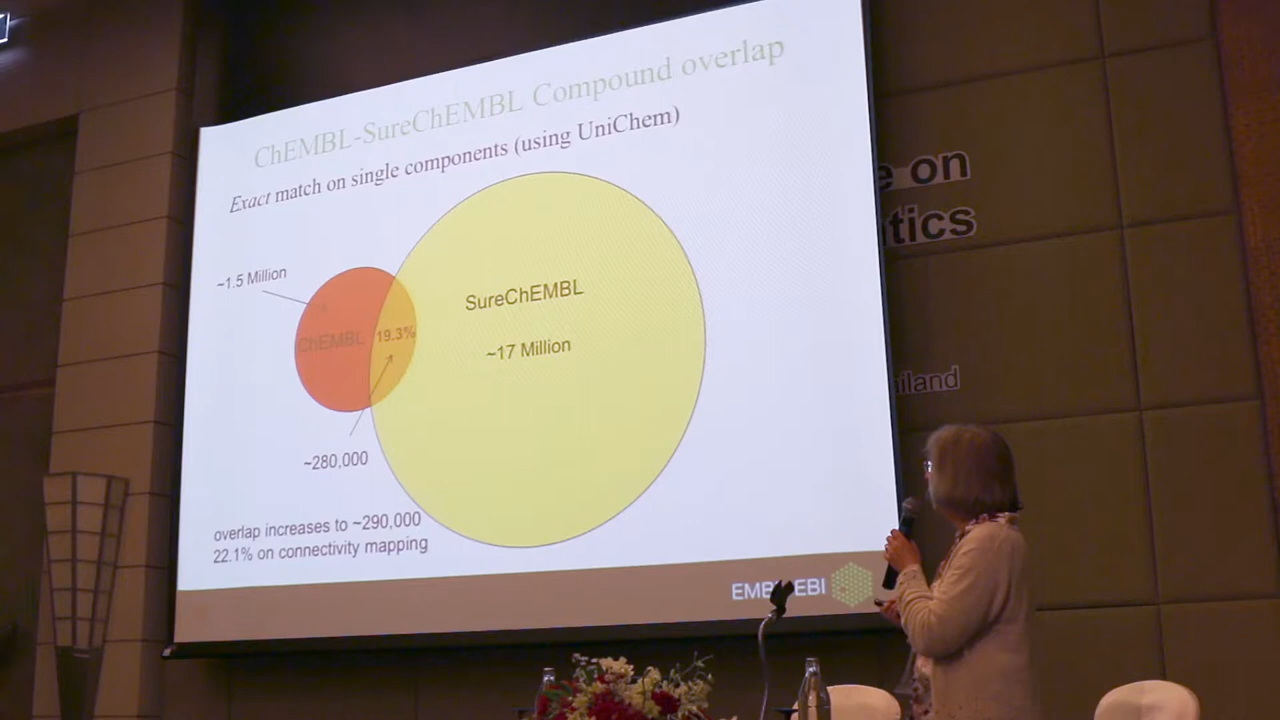 ChEMBL-SureChEMBL Compound overlap
Exact match on single components (using UniChem)
~1.5 Million
ChEMBL
19.3%
SureChEMBL
~17 Million
~280,000
overlap increases to ~290,000
22.1% on connectivity mapping
EMBL-EBI
e on
tics
ailand